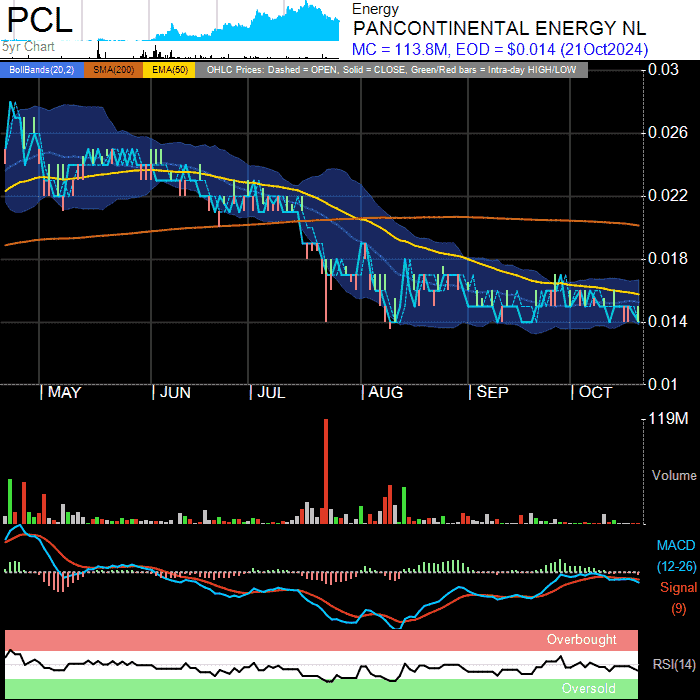 PCL
5yr Chart
Energy
PANCONTINENTAL ENERGY NL
MC = 113.8M, EOD = $0.014 (21Oct2024)
BollBands(20,2) SMA(200) EMA(50) OHLC Prices: Dashed = OPEN, Solid = CLOSE, Green/Red bars = Intra-day HIGH/LOW
0.03
0.026
0.022
0.018
0.014
0.01
MAY JUN JUL AUG SEP OCT
119M
Volume
MACD
(12-26)
Signal
(9)
Overbought
RSI(14)
Oversold